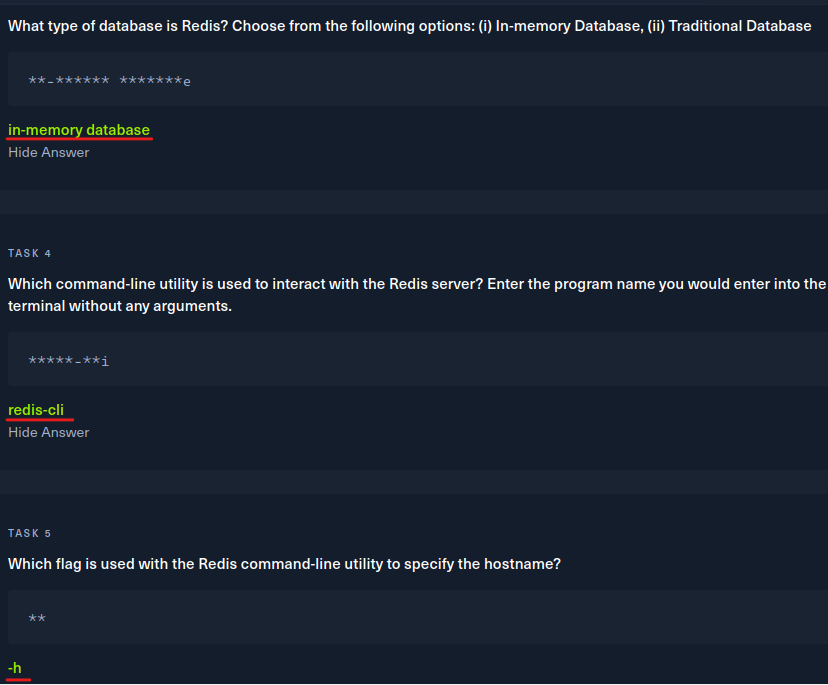 What type of database is Redis? Choose from the following options: (i) In-memory Database, (ii) Traditional Database
**-****** *******e
in-memory database
Hide Answer
TASK 4
Which command-line utility is used to interact with the Redis server? Enter the program name you would enter into the
terminal without any arguments.
*****-**i
redis-cli
Hide Answer
TASK 5
Which flag is used with the Redis command-line utility to specify the hostname?
**
-h